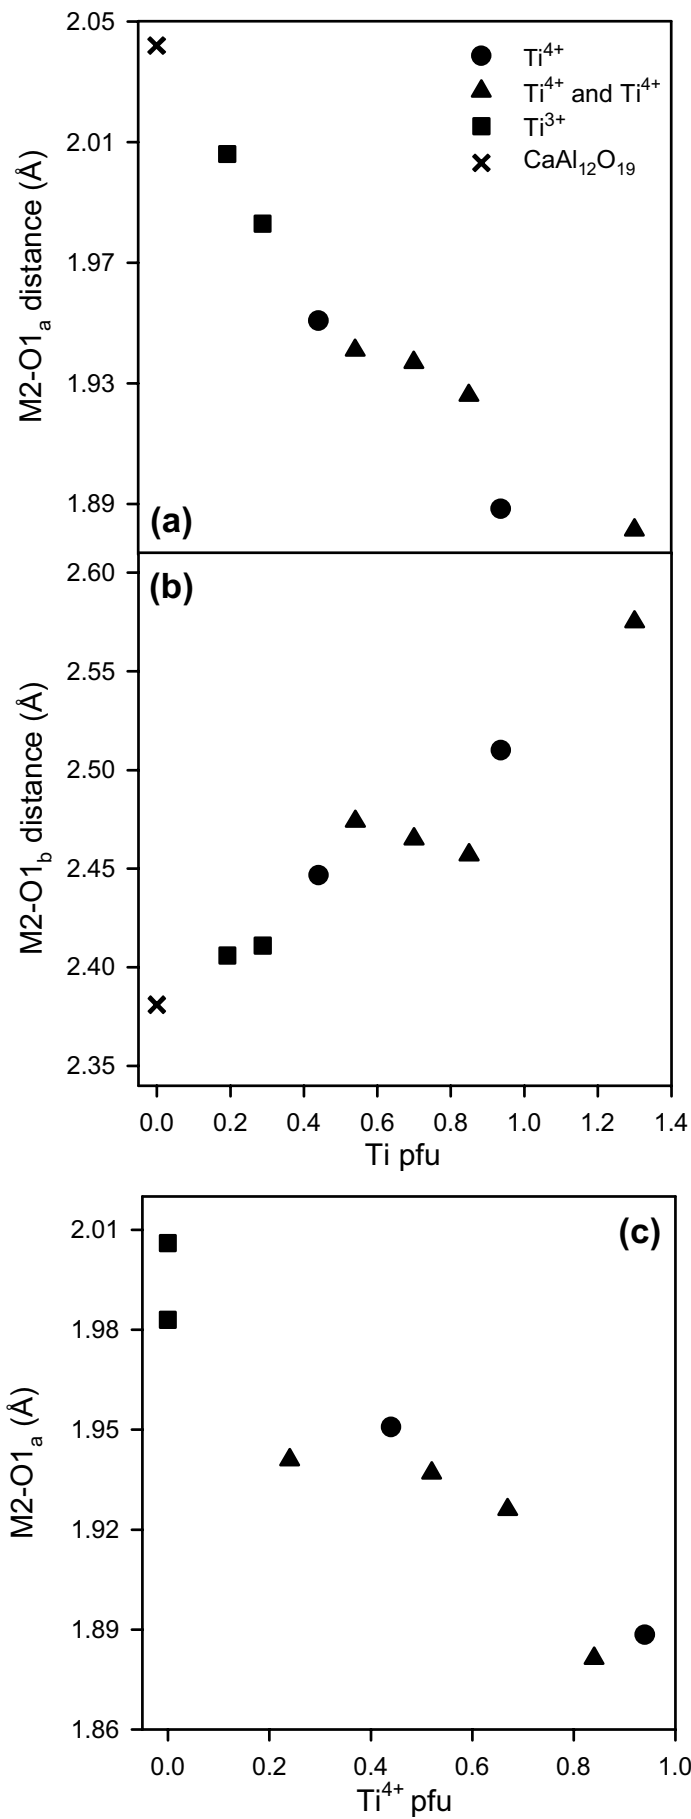 2.05
2.01
1.97
1.93
1.89
M2-O1a distance (Å)
Ti4+
Ti4+ and Ti4+
Ti3+
CaAl12O19
(a)
(b)
2.60
2.55
2.50
2.45
2.40
2.35
M2-O1b distance (Å)
0.0 0.2 0.4 0.6 0.8 1.0 1.2 1.4
Ti pfu
(c)
2.01
1.98
1.95
1.92
1.89
1.86
M2-O1a (Å)
0.0 0.2 0.4 0.6 0.8 1.0
Ti4+ pfu